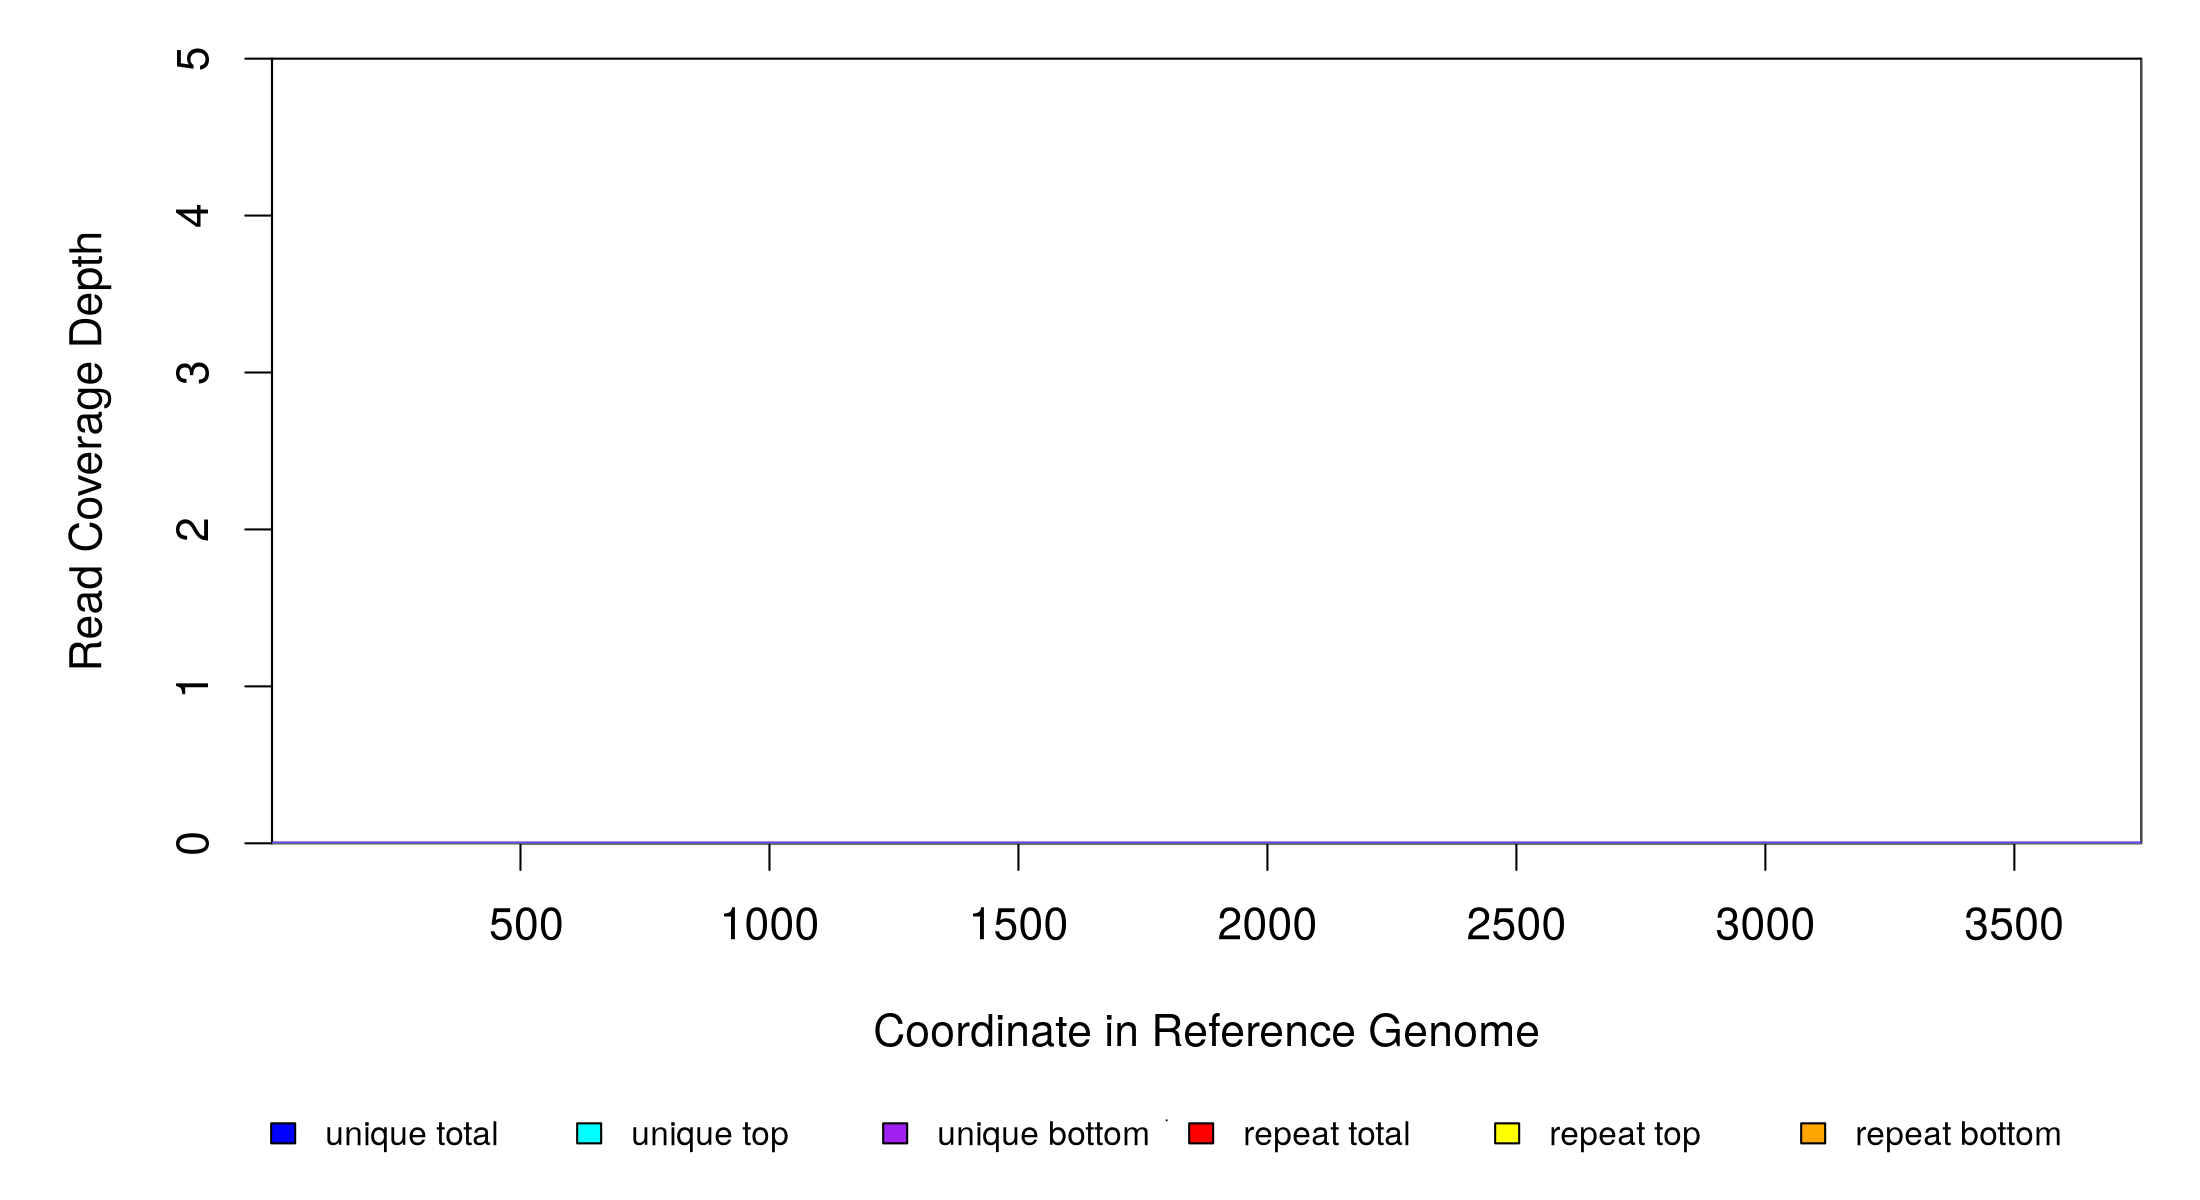 Read Coverage Depth
5
4
3
2
1
0
500 1000 1500 2000 2500 3000 3500
Coordinate in Reference Genome
unique total unique top unique bottom repeat total repeat top repeat bottom